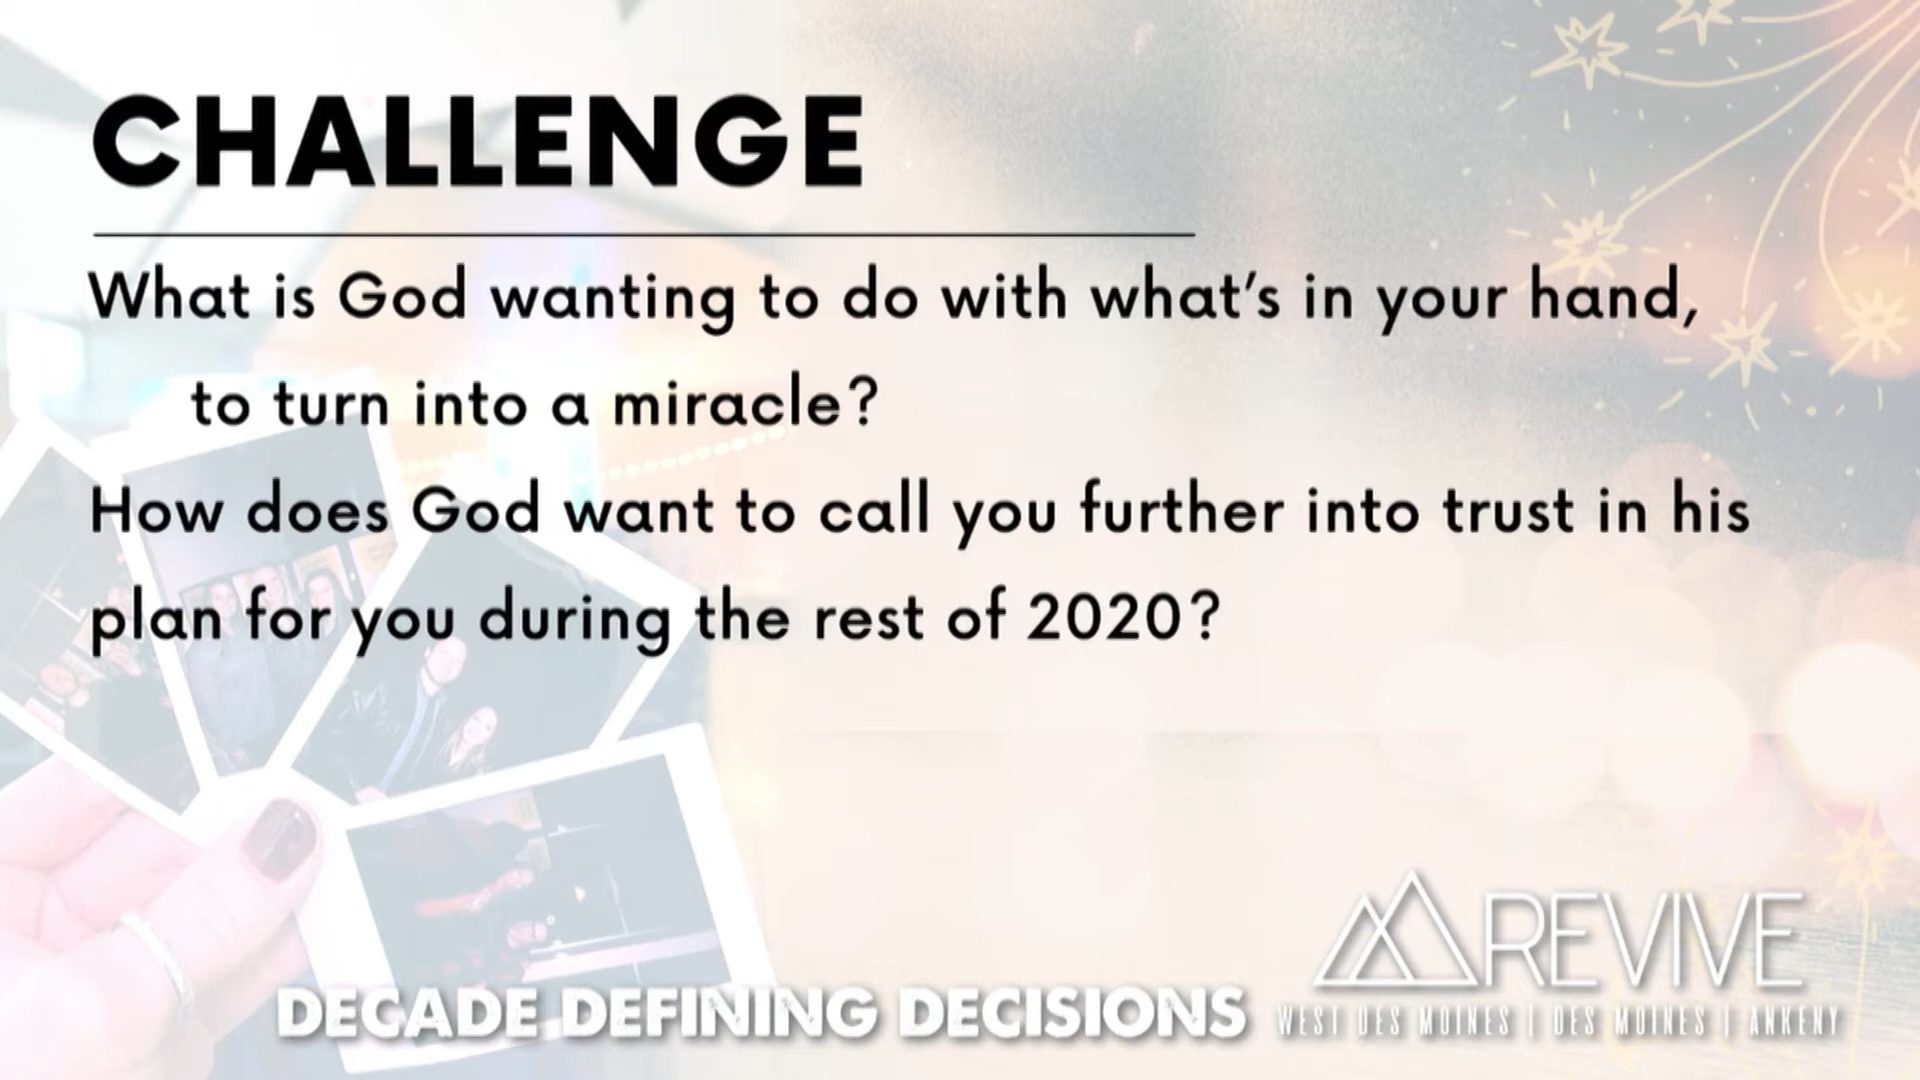 CHALLENGE
What is God wanting to do with what's in your hand,
to turn into a miracle?
How does God want to call you further into trust in his
plan for you during the rest of 2020?
REVIVE
DECADE DEFINING DECISIONS
WEST DES MOINES | DES MOINES | ANKENY